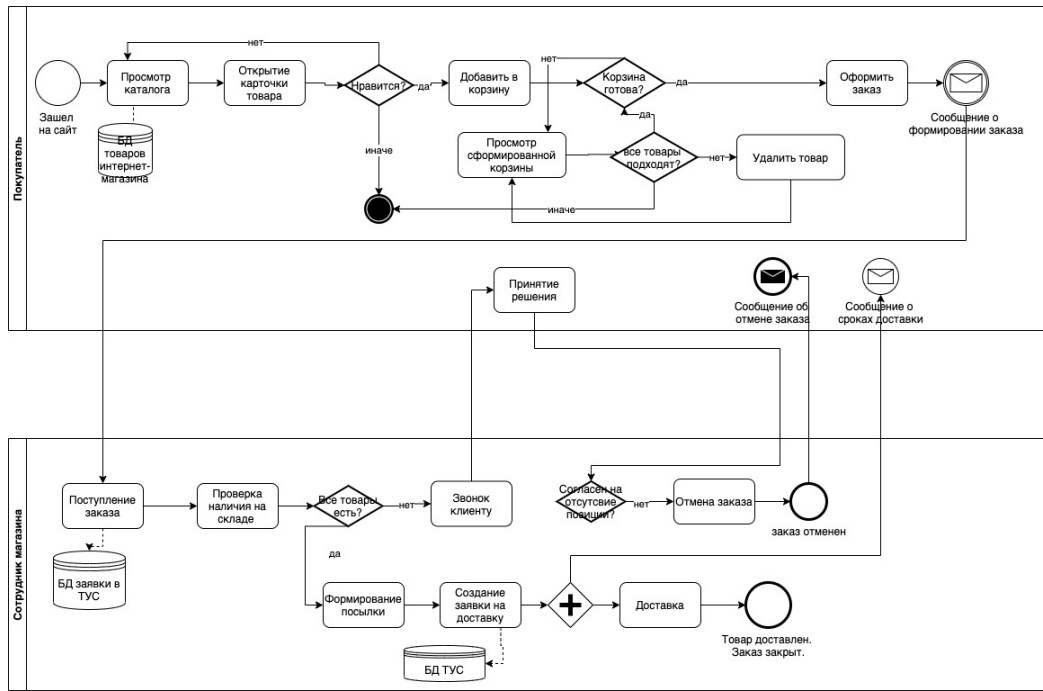 Покупатель
нет
Просмотр
каталога
Открытие
карточки
товара
Нравится?
да
Добавить в
корзину
нет
Корзина
готова?
да
Оформить
заказ
Зашел
на сайт
Сообщение о
формировании заказа
БД
товаров
интернет-
магазина
иначе
Просмотр
сформированной
корзины
да
все товары
подходят?
нет
Удалить товар
иначе
Принятие
решения
Сообщение об
отмене заказа
Сообщение о
сроках доставки
Сотрудник магазина
Поступление
заказа
Проверка
наличия на
складе
Все товары
есть?
нет
Звонок
клиенту
Согласен на
отсутсвие
позиции?
нет
Отмена заказа
заказ отменен
да
БД заявки в
ТУС
Формирование
посылки
Создание
заявки на
доставку
Доставка
Товар доставлен.
Заказ закрыт.
БД ТУС